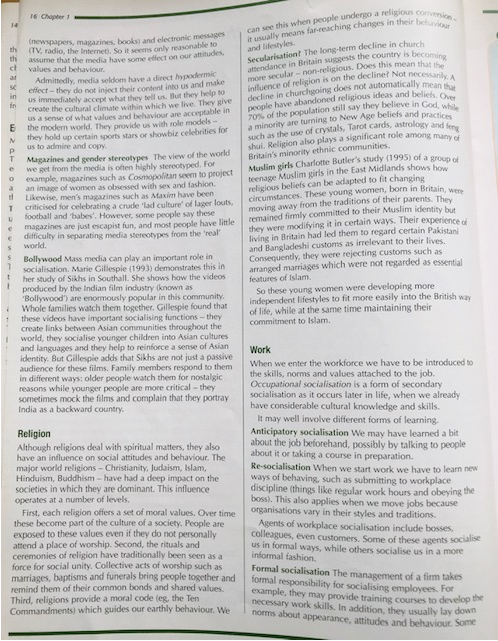 16 Chapter 1
(newspapers, magazines, books) and electronic messages
(TV, radio, the Internet). So it seems only reasonable to
assume that the media have some effect on our attitudes,
values and behaviour.
Admittedly, media seldom have a direct hypodermic
effect – they do not inject their content into us and make
us immediately accept what they tell us. But they help to
create the cultural climate within which we live. They give
us a sense of what values and behaviour are acceptable in
the modern world. They provide us with role models –
they hold up certain sports stars or showbiz celebrities for
us to admire and copy.
Magazines and gender stereotypes The view of the world
we get from the media is often highly stereotyped. For
example, magazines such as Cosmopolitan seem to project
an image of women as obsessed with sex and fashion.
Likewise, men's magazines such as Maxim have been
criticised for celebrating a crude 'lad culture' of lager louts,
football and 'babes'. However, some people say these
magazines are just escapist fun, and most people have little
difficulty in separating media stereotypes from the 'real'
world.
Bollywood Mass media can play an important role in
socialisation. Marie Gillespie (1993) demonstrates this in
her study of Sikhs in Southall. She shows how the videos
produced by the Indian film industry (known as
'Bollywood') are enormously popular in this community.
Whole families watch them together. Gillespie found that
these videos have important socialising functions – they
create links between Asian communities throughout the
world, they socialise younger children into Asian cultures
and languages and they help to reinforce a sense of Asian
identity. But Gillespie adds that Sikhs are not just a passive
audience for these films. Family members respond to them
in different ways: older people watch them for nostalgic
reasons while younger people are more critical – they
sometimes mock the films and complain that they portray
India as a backward country.
Religion
Although religions deal with spiritual matters, they also
have an influence on social attitudes and behaviour. The
major world religions – Christianity, Judaism, Islam,
Hinduism, Buddhism – have had a deep impact on the
societies in which they are dominant. This influence
operates at a number of levels.
First, each religion offers a set of moral values. Over time
these become part of the culture of a society. People are
exposed to these values even if they do not personally
attend a place of worship. Second, the rituals and
ceremonies of religion have traditionally been seen as a
force for social unity. Collective acts of worship such as
marriages, baptisms and funerals bring people together and
remind them of their common bonds and shared values.
Third, religions provide a moral code (eg, the Ten
Commandments) which guides our earthly behaviour. We
can see this when people undergo a religious conversion –
it usually means far-reaching changes in their behaviour
and lifestyles.
Secularisation? The long-term decline in church
attendance in Britain suggests the country is becoming
more secular – non-religious. Does this mean that the
influence of religion is on the decline? Not necessarily. A
decline in churchgoing does not automatically mean that
people have abandoned religious ideas and beliefs. Over
70% of the population still say they believe in God, while
a minority are turning to New Age beliefs and practices
such as the use of crystals, Tarot cards, astrology and feng
shui. Religion also plays a significant role among many of
Britain's minority ethnic communities.
Muslim girls Charlotte Butler's study (1995) of a group of
teenage Muslim girls in the East Midlands shows how
religious beliefs can be adapted to fit changing
circumstances. These young women, born in Britain, were
moving away from the traditions of their parents. They
remained firmly committed to their Muslim identity but
they were modifying it in certain ways. Their experience of
living in Britain had led them to regard certain Pakistani
and Bangladeshi customs as irrelevant to their lives.
Consequently, they were rejecting customs such as
arranged marriages which were not regarded as essential
features of Islam.
So these young women were developing more
independent lifestyles to fit more easily into the British way
of life, while at the same time maintaining their
commitment to Islam.
Work
When we enter the workforce we have to be introduced to
the skills, norms and values attached to the job.
Occupational socialisation is a form of secondary
socialisation as it occurs later in life, when we already
have considerable cultural knowledge and skills.
It may well involve different forms of learning.
Anticipatory socialisation We may have learned a bit
about the job beforehand, possibly by talking to people
about it or taking a course in preparation.
Re-socialisation When we start work we have to learn new
ways of behaving, such as submitting to workplace
discipline (things like regular work hours and obeying the
boss). This also applies when we move jobs because
organisations vary in their styles and traditions.
Agents of workplace socialisation include bosses,
colleagues, even customers. Some of these agents socialise
us in formal ways, while others socialise us in a more
informal fashion.
Formal socialisation The management of a firm takes
formal responsibility for socialising employees. For
example, they may provide training courses to develop the
necessary work skills. In addition, they usually lay down
norms about appearance, attitudes and behaviour. Some